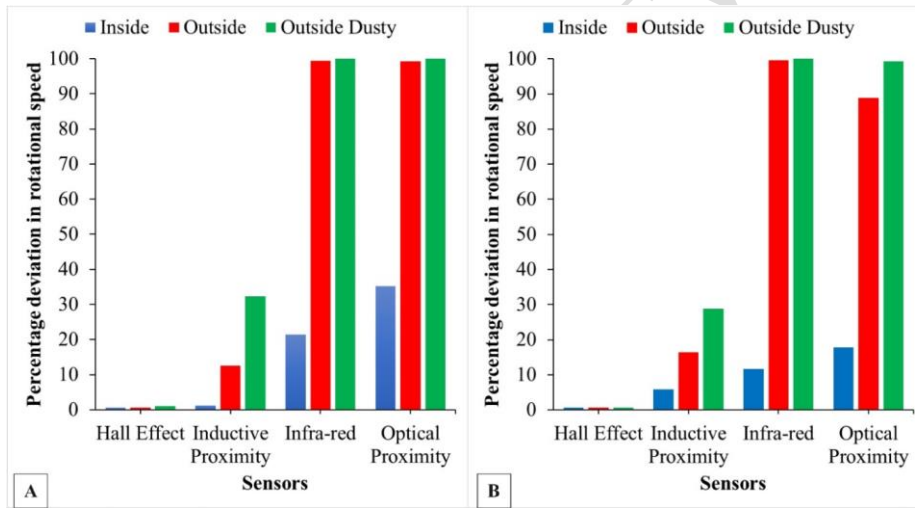 Inside Outside Outside Dusty
Percentage deviation in rotational speed
100
90
80
70
60
50
40
30
20
10
0
Hall Effect Inductive Proximity Infra-red Optical Proximity
Sensors
A
Inside Outside Outside Dusty
Percentage deviation in rotational speed
100
90
80
70
60
50
40
30
20
10
0
Hall Effect Inductive Proximity Infra-red Optical Proximity
Sensors
B